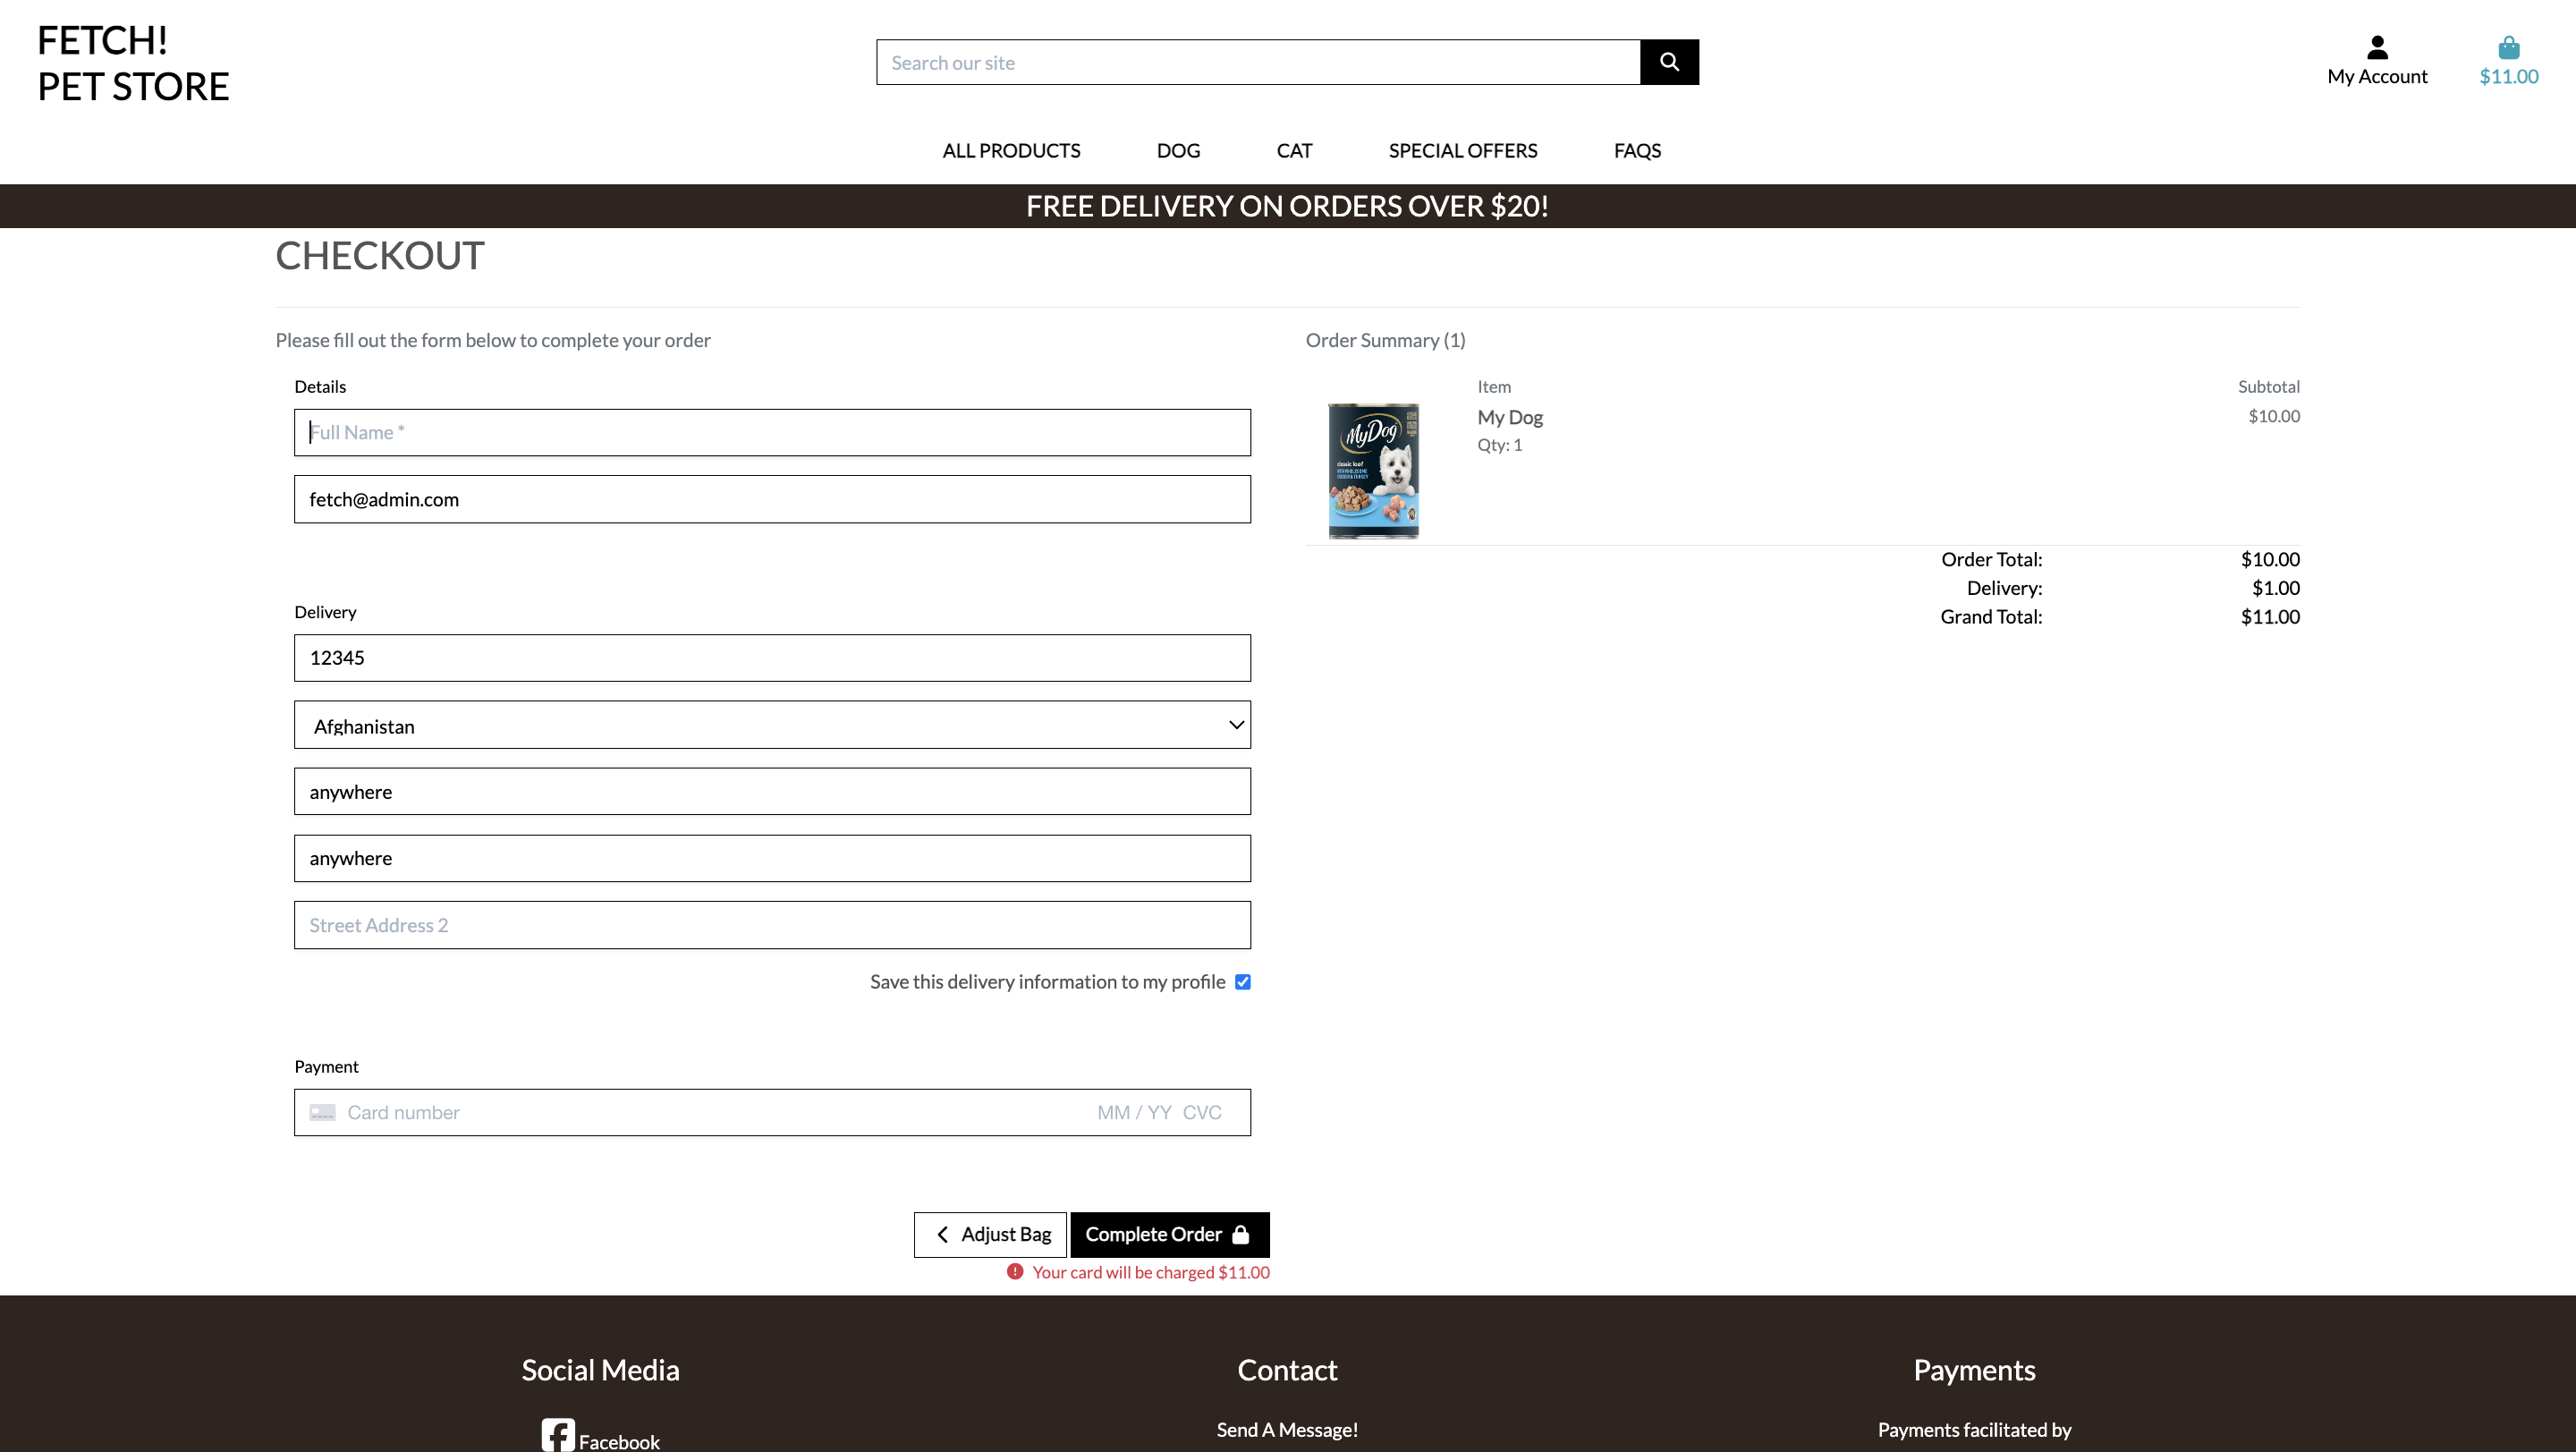 FETCH!
PET STORE
Search our site
My Account
$11.00
ALL PRODUCTS DOG CAT SPECIAL OFFERS FAQS
FREE DELIVERY ON ORDERS OVER $20!
CHECKOUT
Please fill out the form below to complete your order
Details
Full Name *
fetch@admin.com
Delivery
12345
Afghanistan
anywhere
anywhere
Street Address 2
Save this delivery information to my profile
Payment
Card number MM / YY CVC
Adjust Bag
Complete Order
Your card will be charged $11.00
Order Summary (1)
Item Subtotal
My Dog $10.00
Qty: 1
MyDog
classic loaf
Order Total: $10.00
Delivery: $1.00
Grand Total: $11.00
Social Media
Facebook
Contact
Send A Message!
Payments
Payments facilitated by